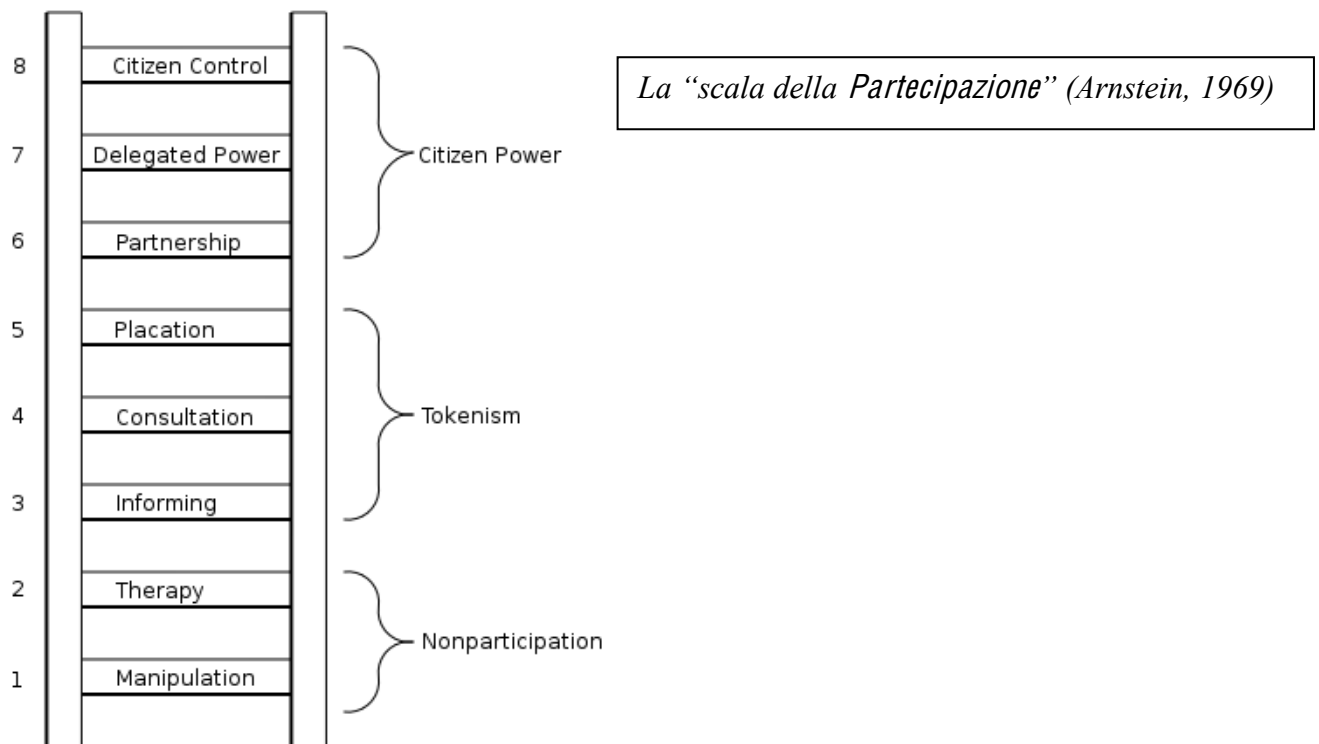 8 Citizen Control
La “scala della Partecipazione” (Arnstein, 1969)
7 Delegated Power Citizen Power
6 Partnership
5 Placation
4 Consultation Tokenism
3 Informing
2 Therapy
Nonparticipation
1 Manipulation